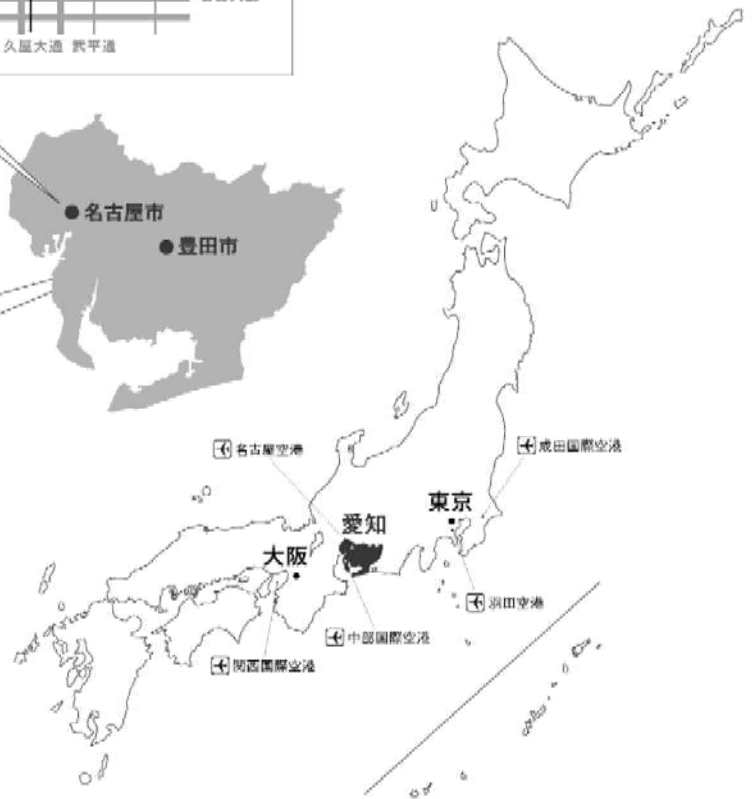 久屋大通 武平通
名古屋市
豊田市
名古屋空港
成田国際空港
東京
愛知
大阪
羽田空港
中部国際空港
関西国際空港